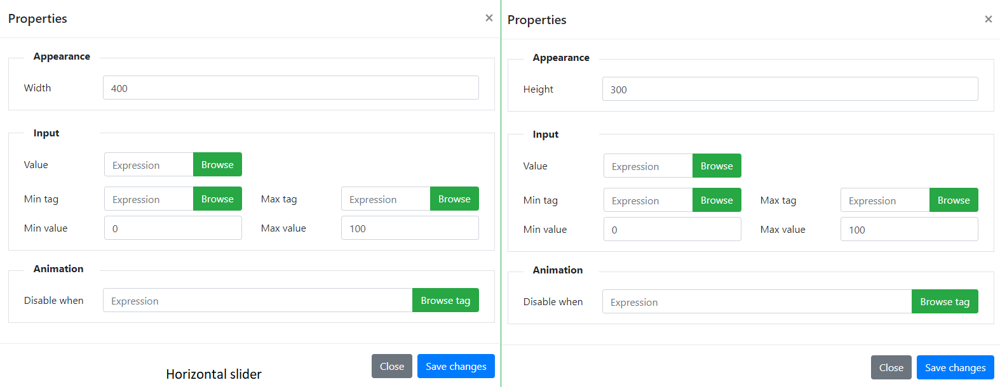 Properties ×
Appearance
Width 400
Input
Value Expression Browse
Min tag Expression Browse Max tag Expression Browse
Min value 0 Max value 100
Animation
Disable when Expression Browse tag
Horizontal slider Close Save changes
Properties ×
Appearance
Height 300
Input
Value Expression Browse
Min tag Expression Browse Max tag Expression Browse
Min value 0 Max value 100
Animation
Disable when Expression Browse tag
Close Save changes